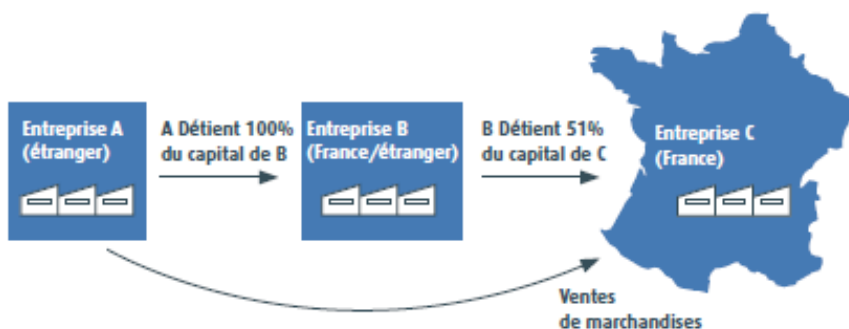 Entreprise A
(étranger)
A Détient 100%
du capital de B
Entreprise B
(France/étranger)
B Détient 51%
du capital de C
Entreprise C
(France)
Ventes
de marchandises